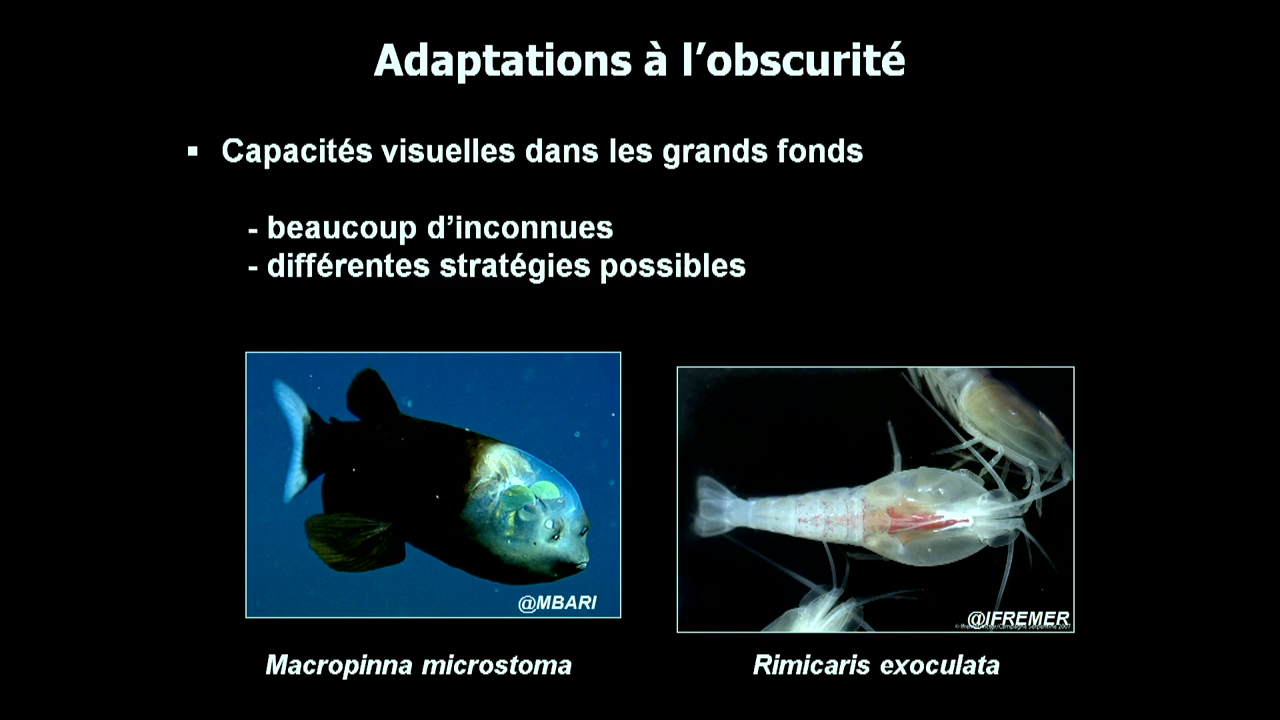 Adaptations à l’obscurité
▪ Capacités visuelles dans les grands fonds
- beaucoup d’inconnues
- différentes stratégies possibles
@MBARI
@IFREMER
Macropinna microstoma
Rimicaris exoculata